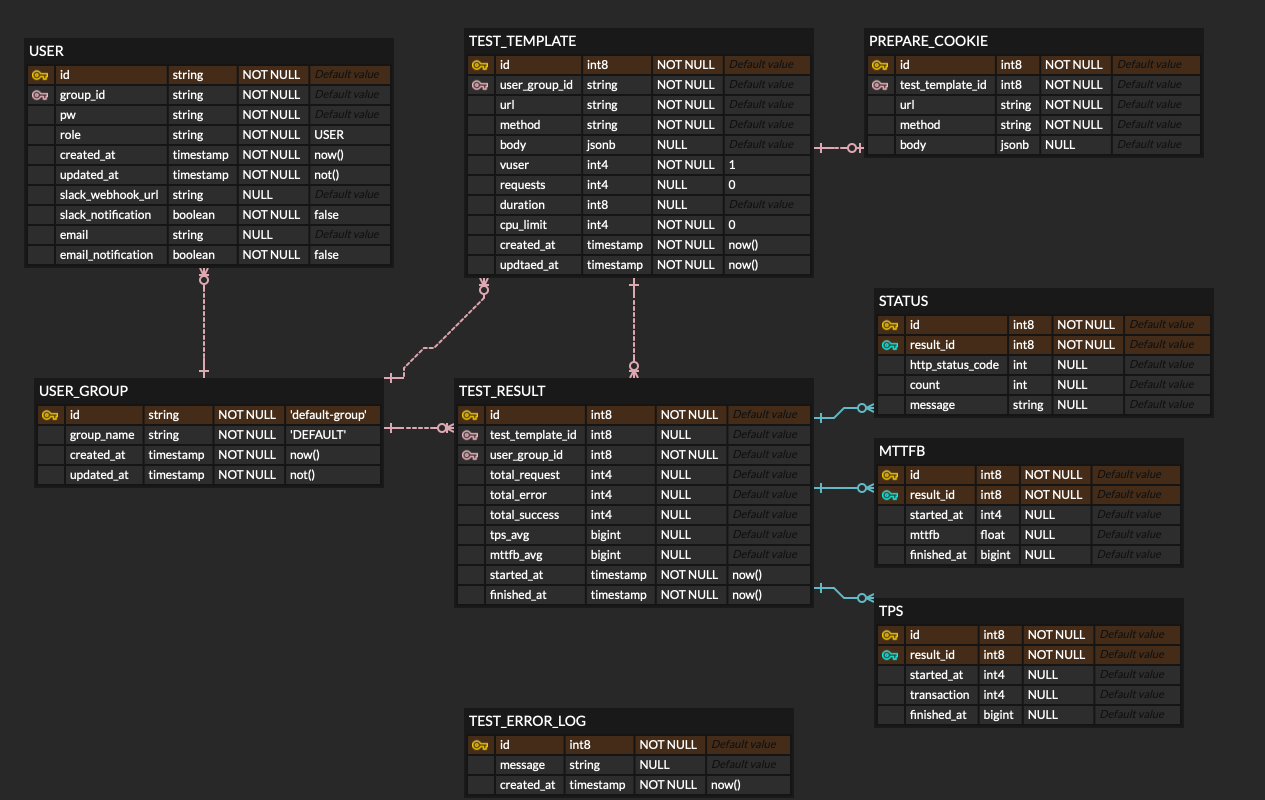 USER
id string NOT NULL Default value
group_id string NOT NULL Default value
pw string NOT NULL Default value
role string NOT NULL USER
created_at timestamp NOT NULL now()
updated_at timestamp NOT NULL not()
slack_webhook_url string NULL Default value
slack_notification boolean NOT NULL false
email string NULL Default value
email_notification boolean NOT NULL false
TEST_TEMPLATE
id int8 NOT NULL Default value
user_group_id string NOT NULL Default value
url string NOT NULL Default value
method string NOT NULL Default value
body jsonb NULL Default value
vuser int4 NOT NULL 1
requests int4 NULL 0
duration int8 NULL Default value
cpu_limit int4 NOT NULL 0
created_at timestamp NOT NULL now()
updtaed_at timestamp NOT NULL now()
PREPARE_COOKIE
id int8 NOT NULL Default value
test_template_id int8 NOT NULL Default value
url string NOT NULL Default value
method string NOT NULL Default value
body jsonb NULL Default value
USER_GROUP
id string NOT NULL 'default-group'
group_name string NOT NULL 'DEFAULT'
created_at timestamp NOT NULL now()
updated_at timestamp NOT NULL not()
TEST_RESULT
id int8 NOT NULL Default value
test_template_id int8 NULL Default value
user_group_id int8 NOT NULL Default value
total_request int4 NULL Default value
total_error int4 NULL Default value
total_success int4 NULL Default value
tps_avg bigint NULL Default value
mttfb_avg bigint NULL Default value
started_at timestamp NOT NULL now()
finished_at timestamp NOT NULL now()
STATUS
id int8 NOT NULL Default value
result_id int8 NOT NULL Default value
http_status_code int NULL Default value
count int NULL Default value
message string NULL Default value
MTTFB
id int8 NOT NULL Default value
result_id int8 NOT NULL Default value
started_at int4 NULL Default value
mttfb float NULL Default value
finished_at bigint NULL Default value
TPS
id int8 NOT NULL Default value
result_id int8 NOT NULL Default value
started_at int4 NULL Default value
transaction int4 NULL Default value
finished_at bigint NULL Default value
TEST_ERROR_LOG
id int8 NOT NULL Default value
message string NULL Default value
created_at timestamp NOT NULL now()